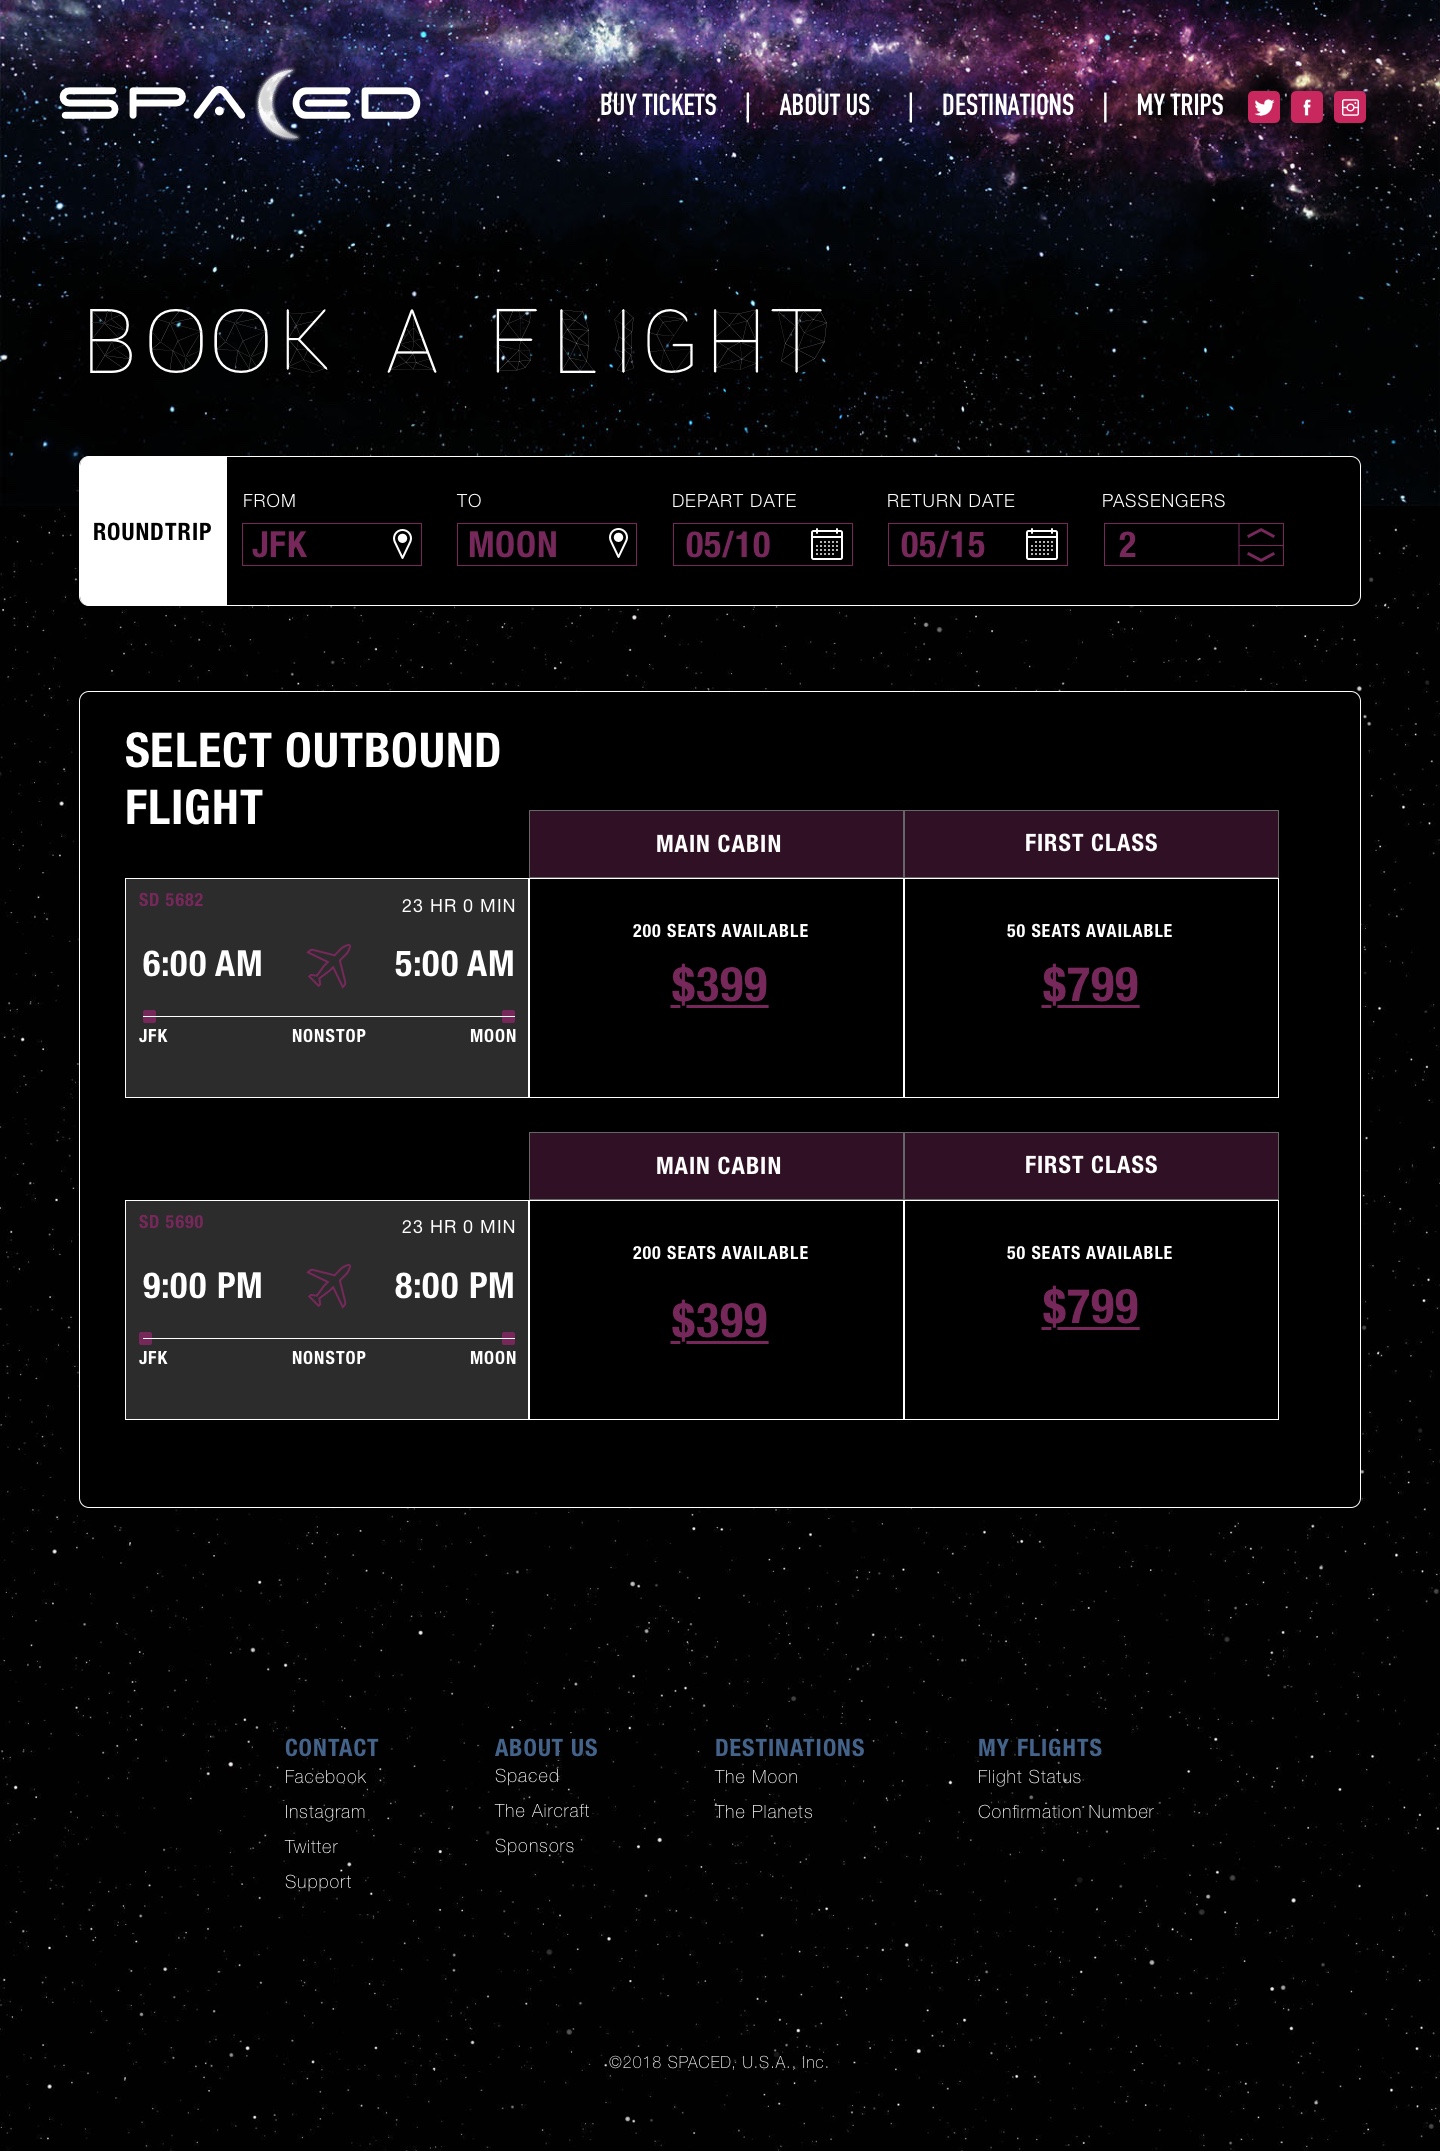 SPACED
BUY TICKETS | ABOUT US | DESTINATIONS | MY TRIPS
BOOK A FLIGHT
ROUNDTRIP
FROM TO DEPART DATE RETURN DATE PASSENGERS
JFK MOON 05/10 05/15 2
SELECT OUTBOUND
FLIGHT
MAIN CABIN FIRST CLASS
SD 5682 23 HR 0 MIN
6:00 AM 5:00 AM
JFK NONSTOP MOON
200 SEATS AVAILABLE
$399
50 SEATS AVAILABLE
$799
MAIN CABIN FIRST CLASS
SD 5690 23 HR 0 MIN
9:00 PM 8:00 PM
JFK NONSTOP MOON
200 SEATS AVAILABLE
$399
50 SEATS AVAILABLE
$799
CONTACT
Facebook
Instagram
Twitter
Support
ABOUT US
Spaced
The Aircraft
Sponsors
DESTINATIONS
The Moon
The Planets
MY FLIGHTS
Flight Status
Confirmation Number
©2018 SPACED, U.S.A., Inc.